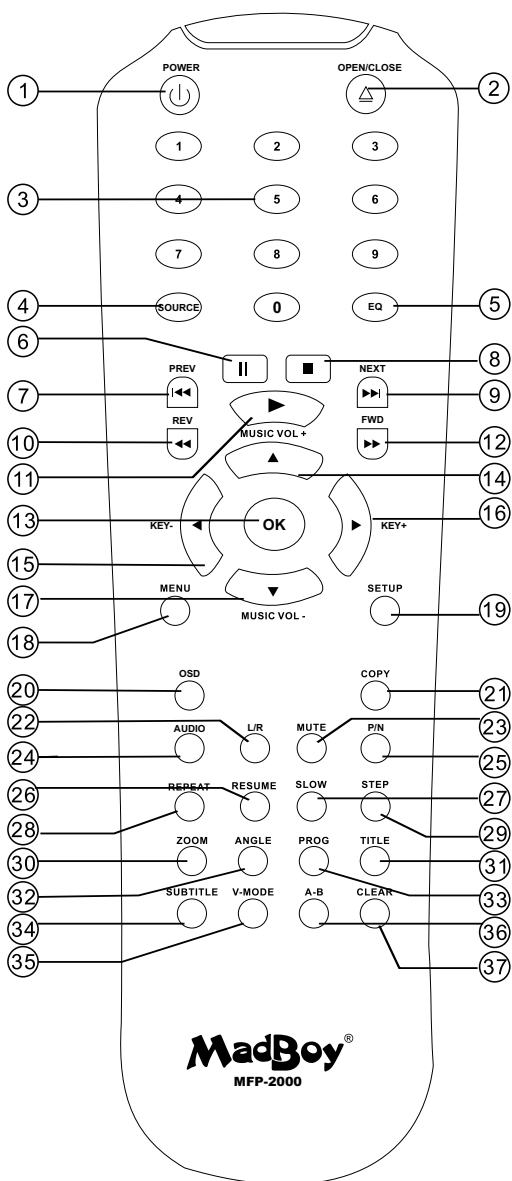 POWER OPEN/CLOSE
1 2
1 2 3
3 4 5 6
7 8 9
4 SOURCE 0 EQ 5
6 8
PREV NEXT
7 9
REV FWD
10 MUSIC VOL + 12
11 14
13 KEY- OK KEY+ 16
15
17 MENU MUSIC VOL - SETUP
18 19
OSD COPY
20 21
22 AUDIO L/R MUTE P/N 23
24 25
26 REPEAT RESUME SLOW STEP 27
28 29
ZOOM ANGLE PROG TITLE
30 31
32 33
SUBTITLE V-MODE A-B CLEAR
34 36
35 37
MadBoy®
MFP-2000